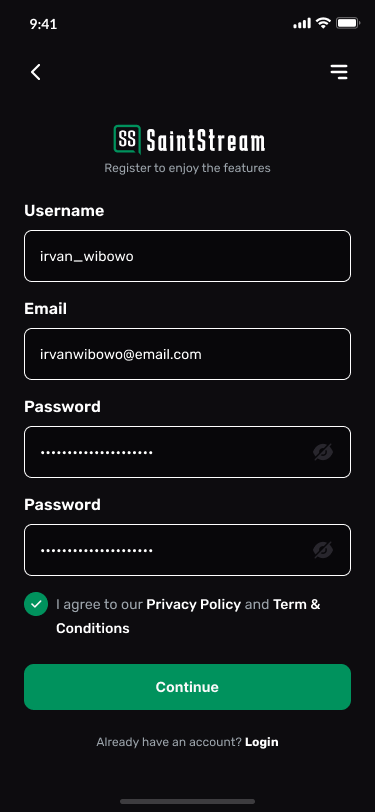 9:41
SS SaintStream
Register to enjoy the features
Username
irvan_wibowo
Email
irvanwibowo@email.com
Password
•••••••••••••••••••••
Password
•••••••••••••••••••••
I agree to our Privacy Policy and Term &
Conditions
Continue
Already have an account? Login